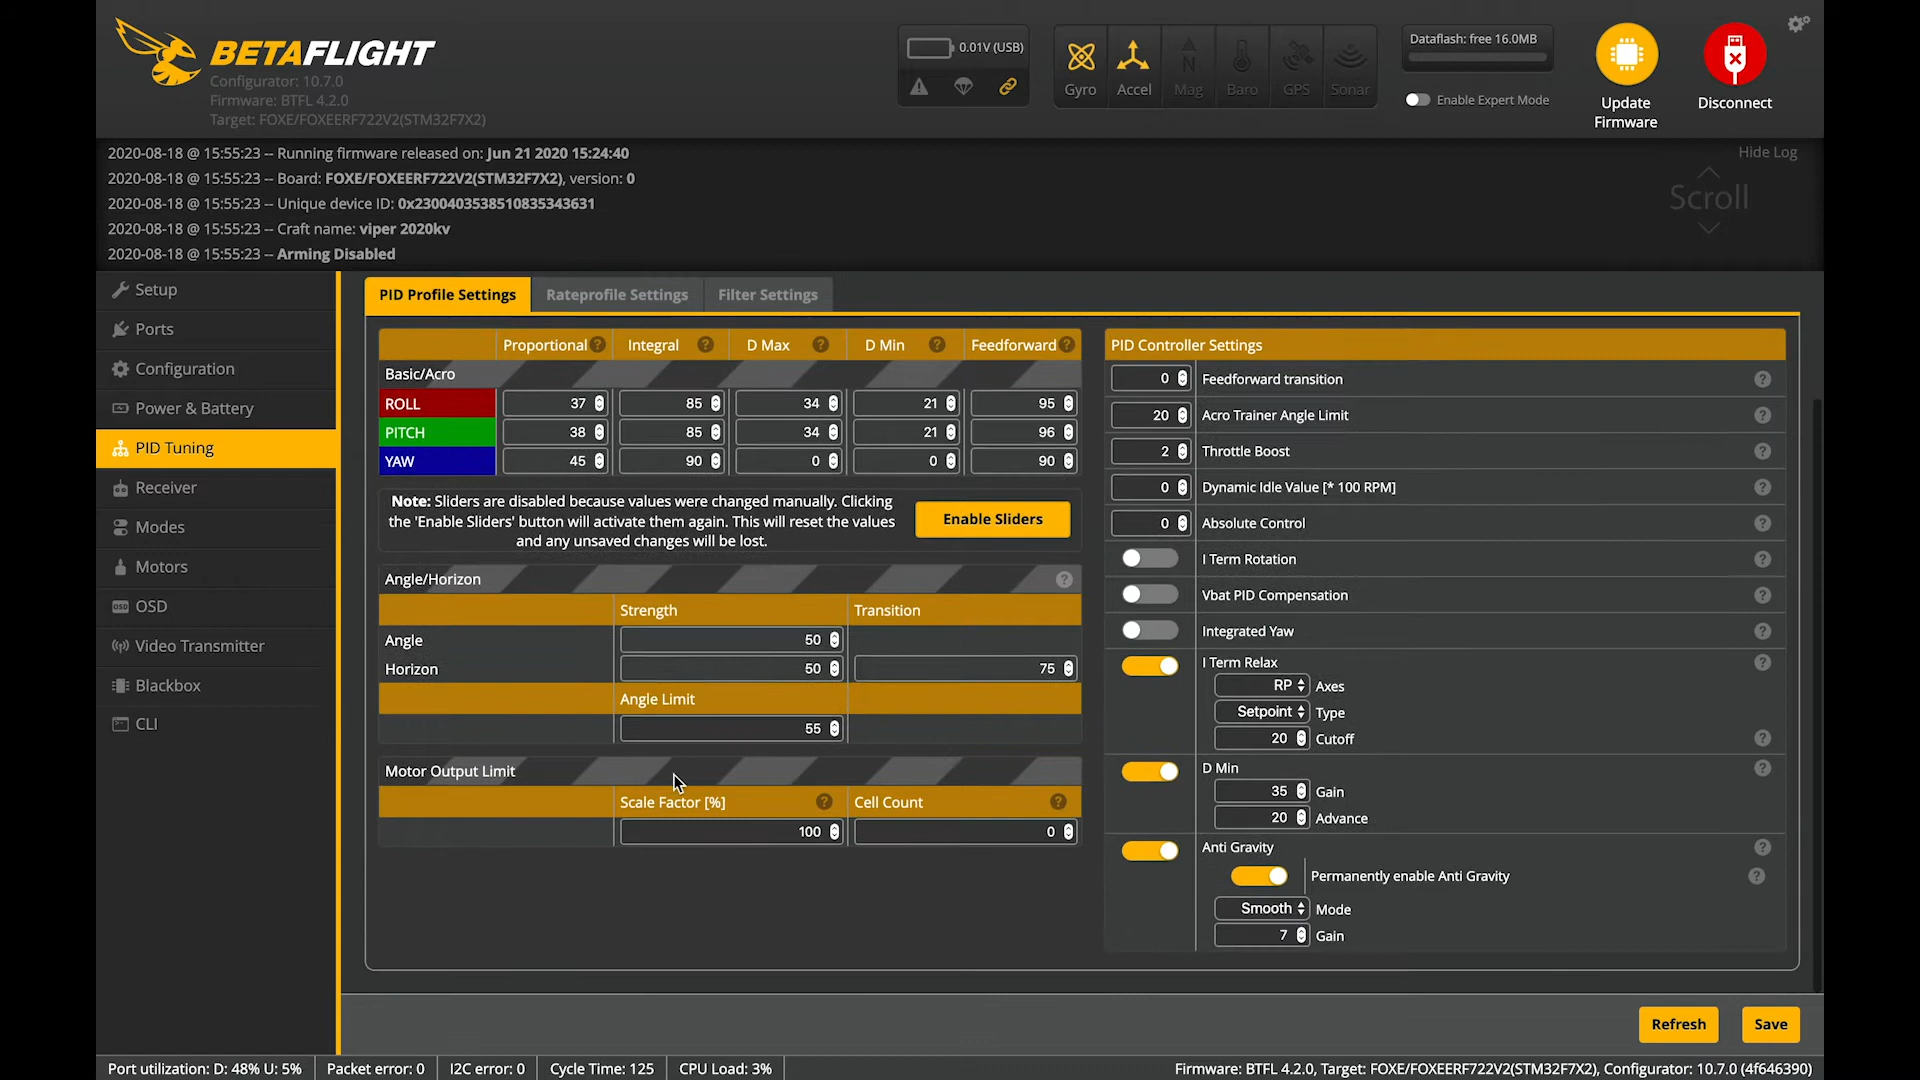 BETAFLIGHT
Configurator: 10.7.0
Firmware: BTFL 4.2.0
Target: FOXE/FOXEERF722V2(STM32F7X2)
0.01V (USB)
Gyro
Accel
Mag
Baro
GPS
Sonar
Dataflash: free 16.0MB
Enable Expert Mode
Update
Firmware
Disconnect
2020-08-18 @ 15:55:23 -- Running firmware released on: Jun 21 2020 15:24:40
2020-08-18 @ 15:55:23 -- Board: FOXE/FOXEERF722V2(STM32F7X2), version: 0
2020-08-18 @ 15:55:23 -- Unique device ID: 0x2300403538510835343631
2020-08-18 @ 15:55:23 -- Craft name: viper 2020kv
2020-08-18 @ 15:55:23 -- Arming Disabled
Hide Log
Scroll
Setup
Ports
Configuration
Power & Battery
PID Tuning
Receiver
Modes
Motors
OSD
Video Transmitter
Blackbox
CLI
PID Profile Settings Rateprofile Settings Filter Settings
Proportional Integral D Max D Min Feedforward
Basic/Acro
ROLL 37 85 34 21 95
PITCH 38 85 34 21 96
YAW 45 90 0 0 90
Note: Sliders are disabled because values were changed manually. Clicking
the 'Enable Sliders' button will activate them again. This will reset the values
and any unsaved changes will be lost.
Enable Sliders
Angle/Horizon
Strength Transition
Angle 50
Horizon 50 75
Angle Limit
55
Motor Output Limit
Scale Factor [%] Cell Count
100 0
PID Controller Settings
0 Feedforward transition
20 Acro Trainer Angle Limit
2 Throttle Boost
0 Dynamic Idle Value [* 100 RPM]
0 Absolute Control
I Term Rotation
Vbat PID Compensation
Integrated Yaw
I Term Relax
RP Axes
Setpoint Type
20 Cutoff
D Min
35 Gain
20 Advance
Anti Gravity
Permanently enable Anti Gravity
Smooth Mode
7 Gain
Refresh
Save
Port utilization: D: 48% U: 5% Packet error: 0 I2C error: 0 Cycle Time: 125 CPU Load: 3%
Firmware: BTFL 4.2.0, Target: FOXE/FOXEERF722V2(STM32F7X2), Configurator: 10.7.0 (4f646390)